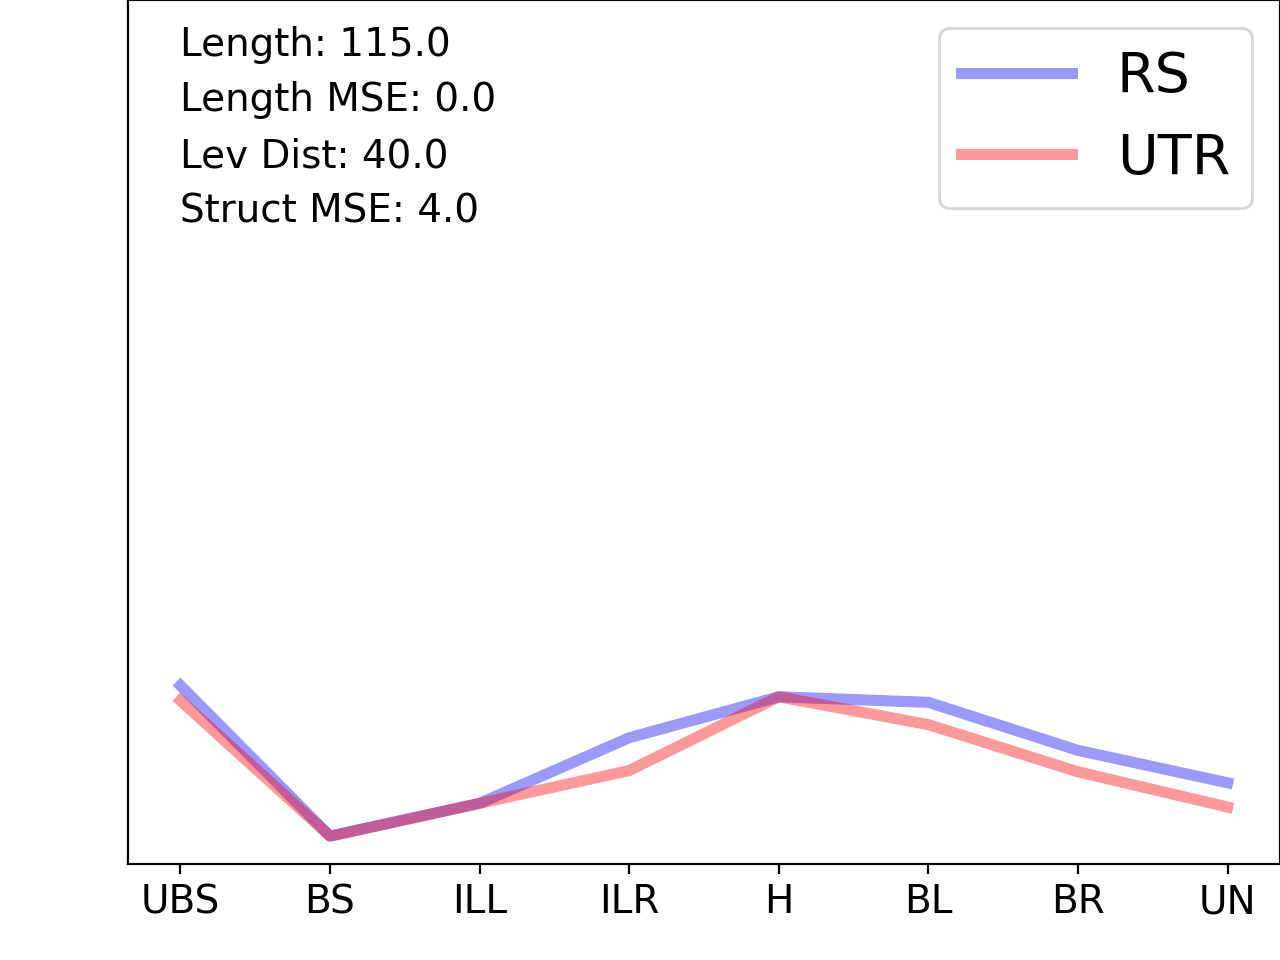 Length: 115.0
Length MSE: 0.0
Lev Dist: 40.0
Struct MSE: 4.0
RS
UTR
UBS BS ILL ILR H BL BR UN